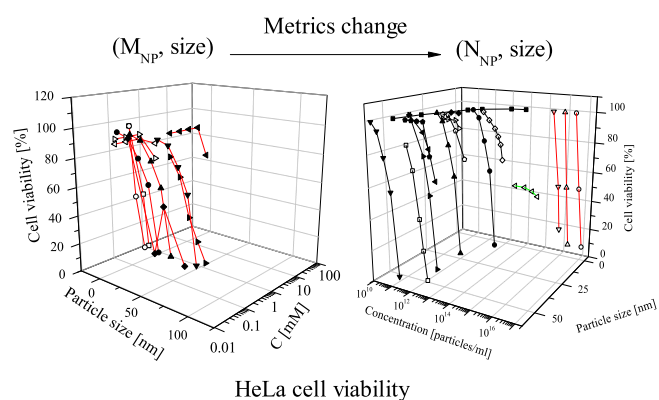 Metrics change
(M_NP, size)
(N_NP, size)
120
100
80
60
40
20
0
Cell viability [%]
0
50
100
Particle size [nm]
0.01
0.1
1
10
100
C [mM]
100
80
60
40
20
0
Cell viability [%]
10^10
10^12
10^14
10^16
Concentration [particles/ml]
0
25
50
Particle size [nm]
HeLa cell viability